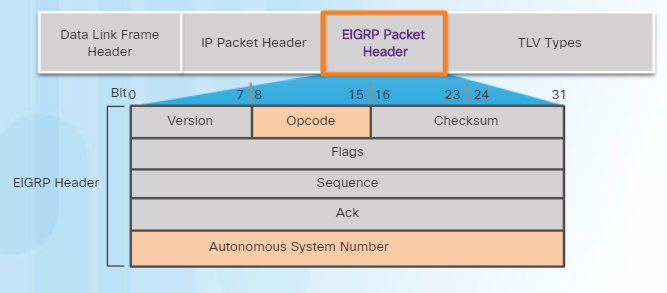 Data Link Frame
Header
IP Packet Header
EIGRP Packet
Header
TLV Types
Bit 0 7 8 15 16 23 24 31
Version Opcode Checksum
Flags
EIGRP Header
Sequence
Ack
Autonomous System Number